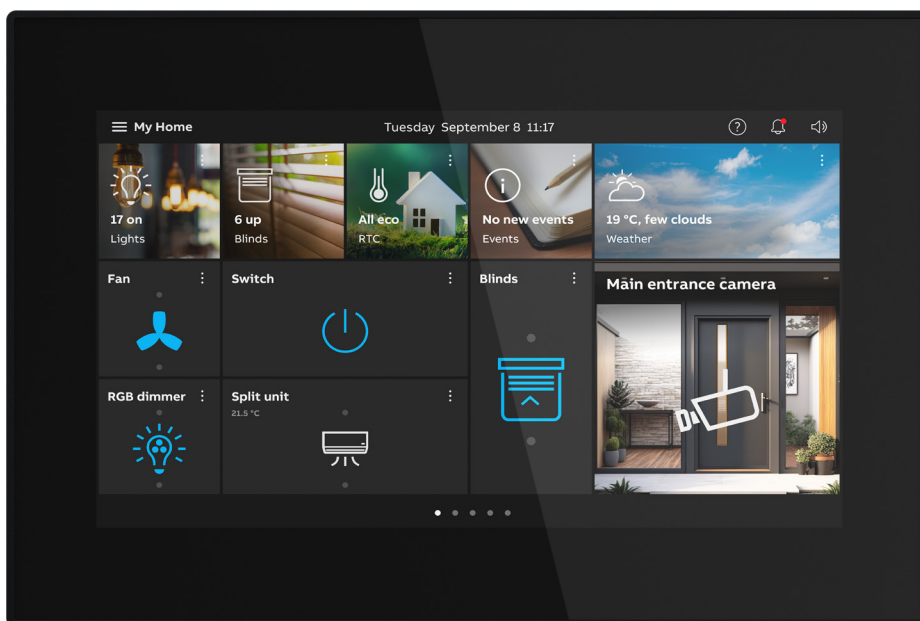 My Home
Tuesday September 8 11:17
17 on
Lights
6 up
Blinds
All eco
RTC
No new events
Events
19 °C, few clouds
Weather
Fan
Switch
Blinds
Main entrance camera
RGB dimmer
Split unit
21.5 °C